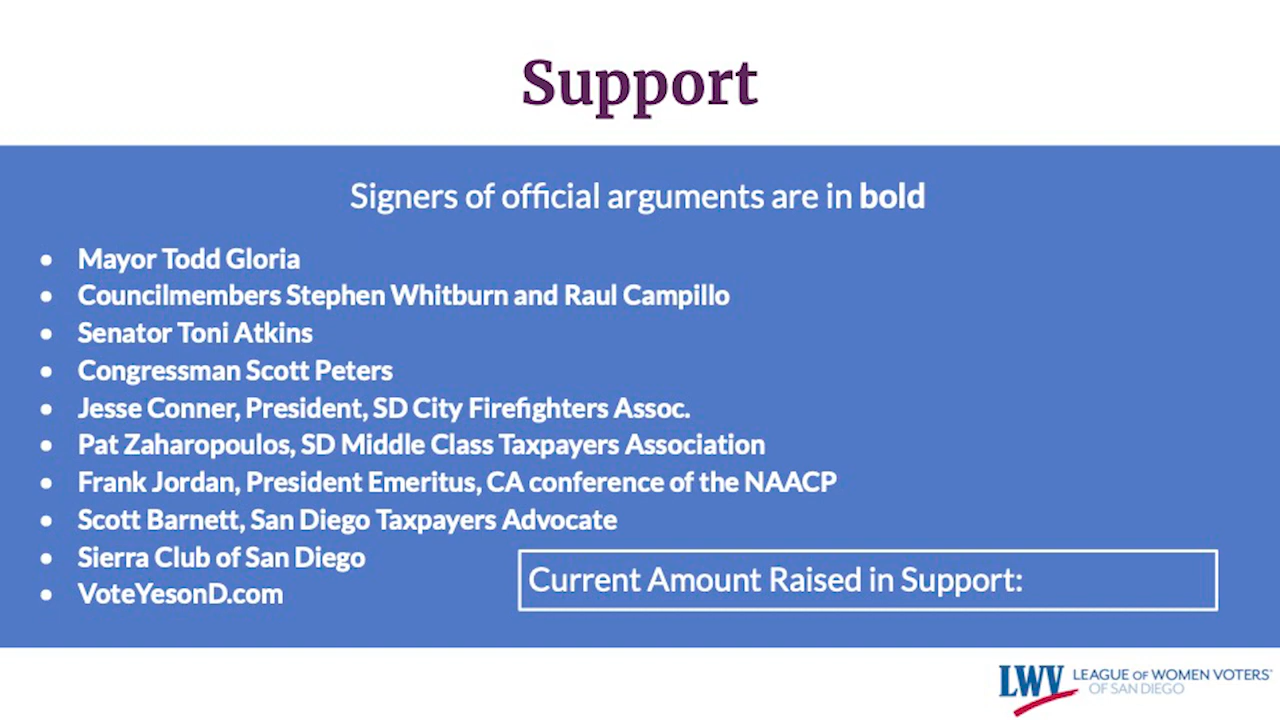 Support
Signers of official arguments are in bold
• Mayor Todd Gloria
• Councilmembers Stephen Whitburn and Raul Campillo
• Senator Toni Atkins
• Congressman Scott Peters
• Jesse Conner, President, SD City Firefighters Assoc.
• Pat Zaharopoulos, SD Middle Class Taxpayers Association
• Frank Jordan, President Emeritus, CA conference of the NAACP
• Scott Barnett, San Diego Taxpayers Advocate
• Sierra Club of San Diego
• VoteYesonD.com
Current Amount Raised in Support:
LWV LEAGUE OF WOMEN VOTERS®
OF SAN DIEGO